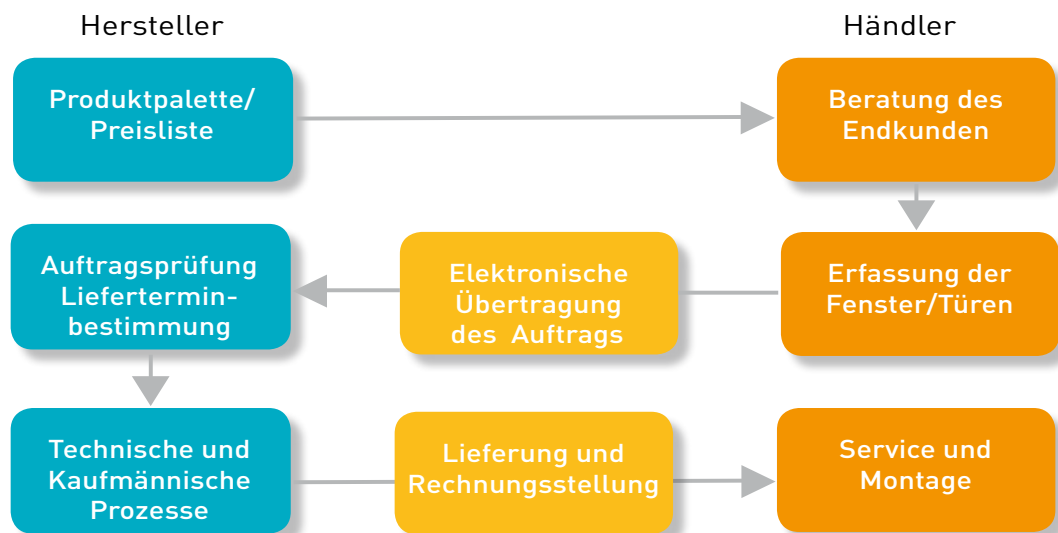 Hersteller
Händler
Produktpalette/
Preisliste
Beratung des
Endkunden
Auftragsprüfung
Liefertermin-
bestimmung
Elektronische
Übertragung
des Auftrags
Erfassung der
Fenster/Türen
Technische und
Kaufmännische
Prozesse
Lieferung und
Rechnungsstellung
Service und
Montage